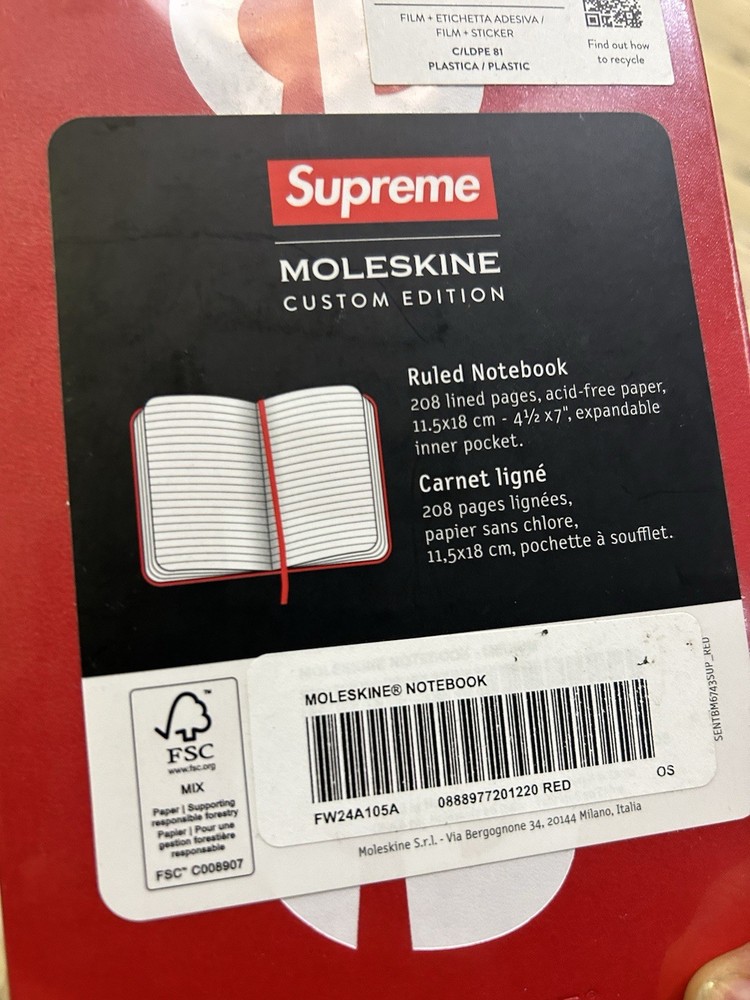 FILM + ETICHETTA ADESIVA /
FILM + STICKER
C/LDPE 81
PLASTICA / PLASTIC
Find out how
to recycle
Supreme
MOLESKINE
CUSTOM EDITION
Ruled Notebook
208 lined pages, acid-free paper,
11.5x18 cm - 4½ x7", expandable
inner pocket.
Carnet ligné
208 pages lignées,
papier sans chlore,
11,5x18 cm, pochette à soufflet.
SENTBM6743SUP_RED
FSC™
www.fsc.org
MIX
Paper | Supporting
responsible forestry
Papier | Pour une
gestion forestière
responsable
FSC™ C008907
MOLESKINE® NOTEBOOK
FW24A105A 0888977201220 RED OS
Moleskine S.r.l. - Via Bergognone 34, 20144 Milano, Italia